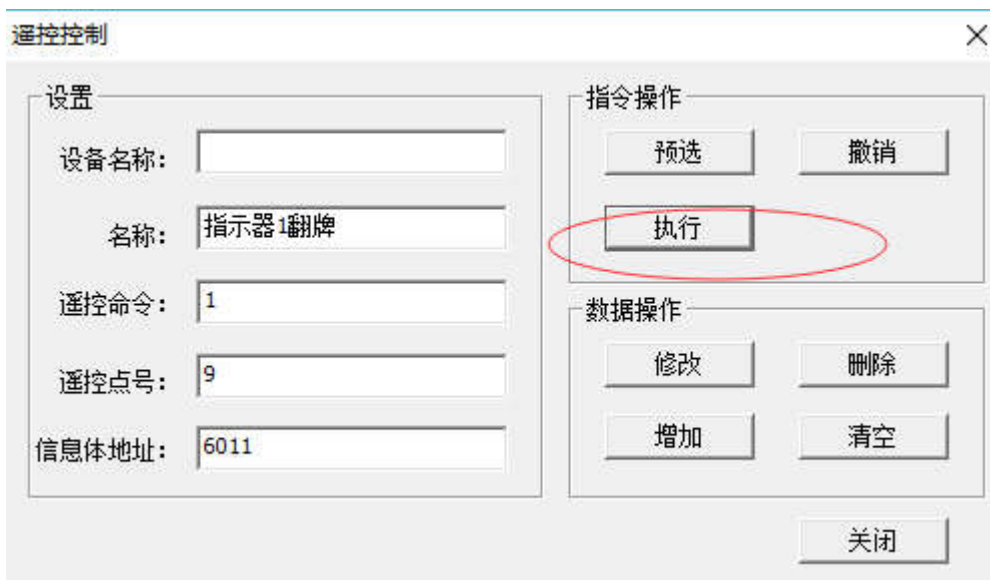 遥控控制
设置
设备名称：
名称： 指示器1翻牌
遥控命令： 1
遥控点号： 9
信息体地址： 6011
指令操作
预选 撤销
执行
数据操作
修改 删除
增加 清空
关闭